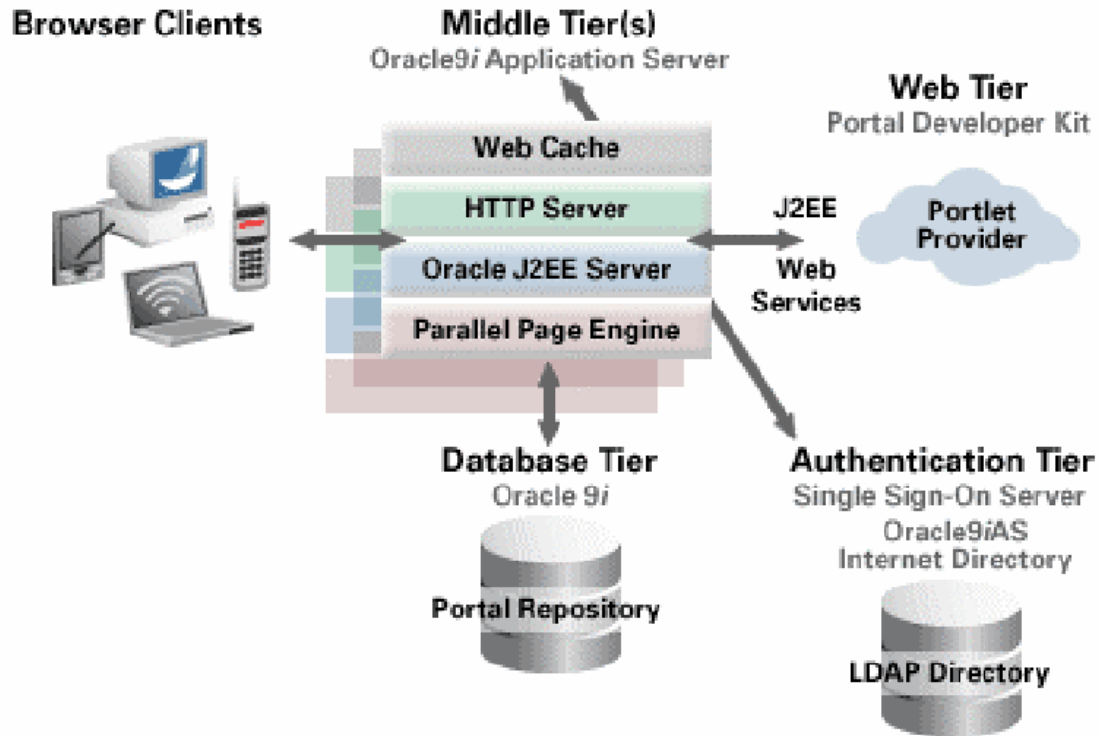 Browser Clients
Middle Tier(s)
Oracle9i Application Server
Web Tier
Portal Developer Kit
Web Cache
HTTP Server
Oracle J2EE Server
Parallel Page Engine
J2EE
Web
Services
Portlet
Provider
Database Tier
Oracle 9i
Portal Repository
Authentication Tier
Single Sign-On Server
Oracle9iAS
Internet Directory
LDAP Directory